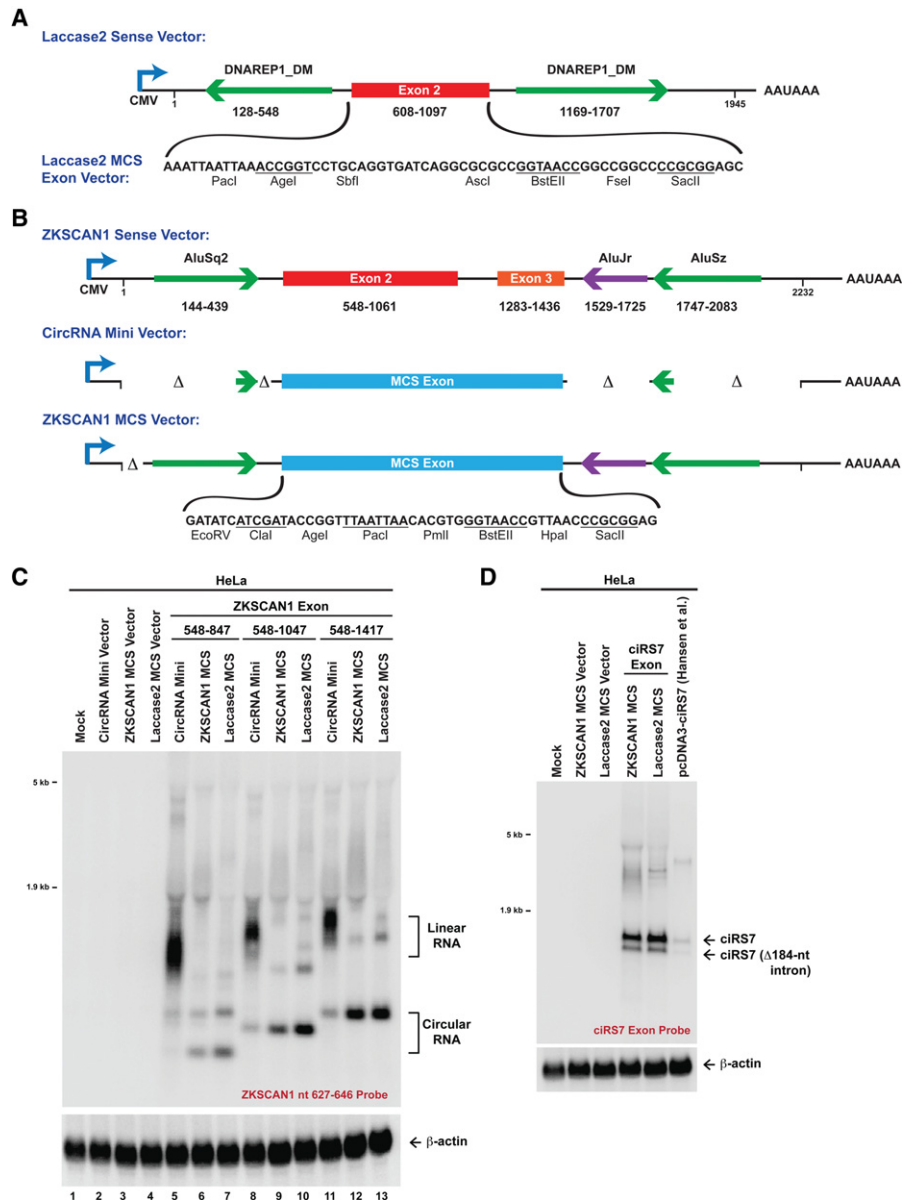 A
Laccase2 Sense Vector:
DNAREP1_DM
DNAREP1_DM
Exon 2
AAUAAA
CMV
1
128-548
608-1097
1169-1707
1945
Laccase2 MCS
Exon Vector:
AAATTAATTAAACCGGTCCTGCAGGTGATCAGGCGCGCCGGTAACCGGCCGGCCCCGCGGAGC
PacI AgeI SbfI AscI BstEII FseI SacII
B
ZKSCAN1 Sense Vector:
AluSq2
AluJr
AluSz
Exon 2
Exon 3
AAUAAA
CMV
1
144-439
548-1061
1283-1436
1529-1725
1747-2083
2232
CircRNA Mini Vector:
Δ
Δ
MCS Exon
Δ
Δ
AAUAAA
ZKSCAN1 MCS Vector:
Δ
MCS Exon
AAUAAA
GATATCATCGATACCGGTTTAATTAACACGTGGGTAACCGTTAACCCGCGGAG
EcoRV ClaI AgeI PacI PmlI BstEII HpaI SacII
C
HeLa
ZKSCAN1 Exon
548-847 548-1047 548-1417
Mock
CircRNA Mini Vector
ZKSCAN1 MCS Vector
Laccase2 MCS Vector
CircRNA Mini
ZKSCAN1 MCS
Laccase2 MCS
CircRNA Mini
ZKSCAN1 MCS
Laccase2 MCS
CircRNA Mini
ZKSCAN1 MCS
Laccase2 MCS
5 kb
1.9 kb
Linear
RNA
Circular
RNA
ZKSCAN1 nt 627-646 Probe
← β-actin
1 2 3 4 5 6 7 8 9 10 11 12 13
D
HeLa
ciRS7
Exon
Mock
ZKSCAN1 MCS Vector
Laccase2 MCS Vector
ZKSCAN1 MCS
Laccase2 MCS
pcDNA3-ciRS7 (Hansen et al.)
5 kb
1.9 kb
← ciRS7
← ciRS7 (Δ184-nt
intron)
ciRS7 Exon Probe
← β-actin